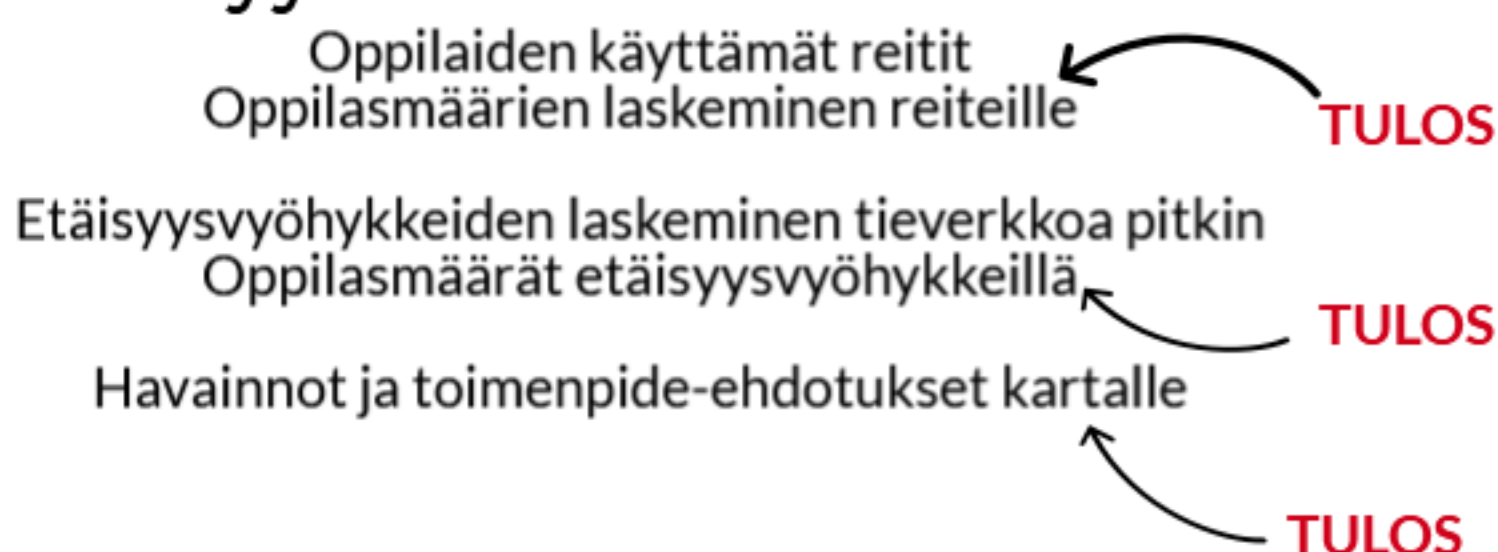 Oppilaiden käyttämät reitit
Oppilasmäärien laskeminen reiteille
TULOS
Etäisyysvyöhykkeiden laskeminen tieverkkoa pitkin
Oppilasmäärät etäisyysvyöhykkeillä
TULOS
Havainnot ja toimenpide-ehdotukset kartalle
TULOS